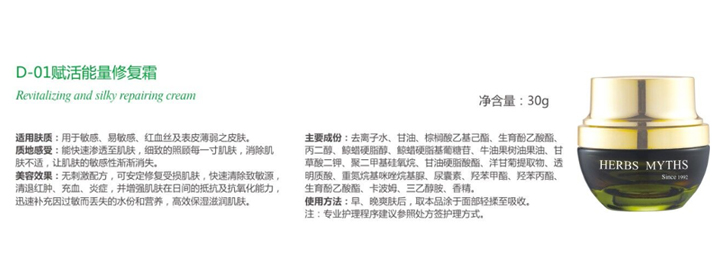 D-01赋活能量修复霜
Revitalizing and silky repairing cream
净含量：30g
适用肤质：用于敏感、易敏感、红血丝及表皮薄弱之皮肤。
质地感受：能快速渗透至肌肤，细致的照顾每一寸肌肤，消除肌
肤不适，让肌肤的敏感性渐渐消失。
美容效果：无刺激配方，可安定修复受损肌肤，快速清除致敏源，
清退红肿、充血、炎症，并增强肌肤在日间的抵抗及抗氧化能力，
迅速补充因过敏而丢失的水份和营养，高效保湿滋润肌肤。
主要成份：去离子水、甘油、棕榈酸乙基己酯、生育酚乙酸酯、
丙二醇、鲸蜡硬脂醇、鲸蜡硬脂基葡糖苷、牛油果树油果油、甘
草酸二钾、聚二甲基硅氧烷、甘油硬脂酸酯、洋甘菊提取物、透
明质酸、重氮烷基咪唑烷基脲、尿囊素、羟苯甲酯、羟苯丙酯、
生育酚乙酸酯、卡波姆、三乙醇胺、香精。
使用方法：早、晚爽肤后，取本品涂于面部轻揉至吸收。
注：专业护理程序建议参照处方签护理方式。
HERBS MYTHS
Since 1992